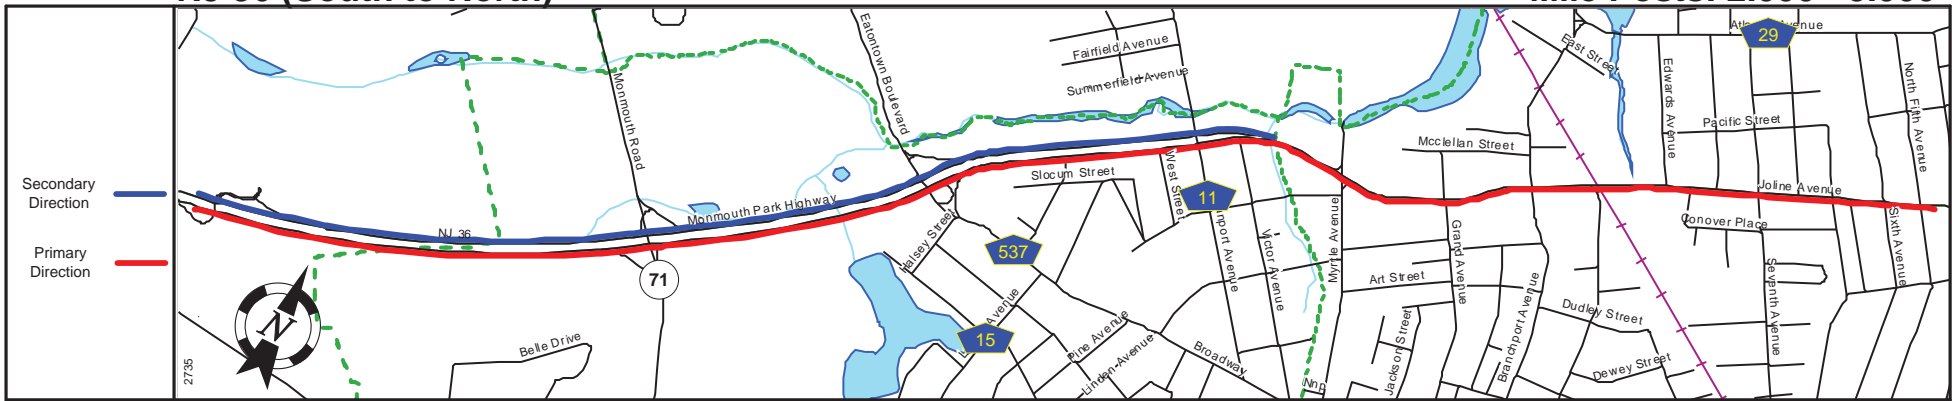 Secondary
Direction
Primary
Direction
NJ 36
Monmouth Park Highway
Monmouth Road
Eatontown Boulevard
Fairfield Avenue
Summerfield Avenue
Slocum Street
West Street
Halsey Street
537
15
11
71
29
Avenue
Pine Avenue
Linden Avenue
Broadway
Victor Avenue
Myrtle Avenue
Mcclellan Street
Art Street
Grand Avenue
Jackson Street
Branchport Avenue
Dudley Street
Dewey Street
East Street
Edwards Avenue
Pacific Street
North Fifth Avenue
Joline Avenue
Conover Place
Sixth Avenue
Seventh Avenue
Belle Drive
N
2735